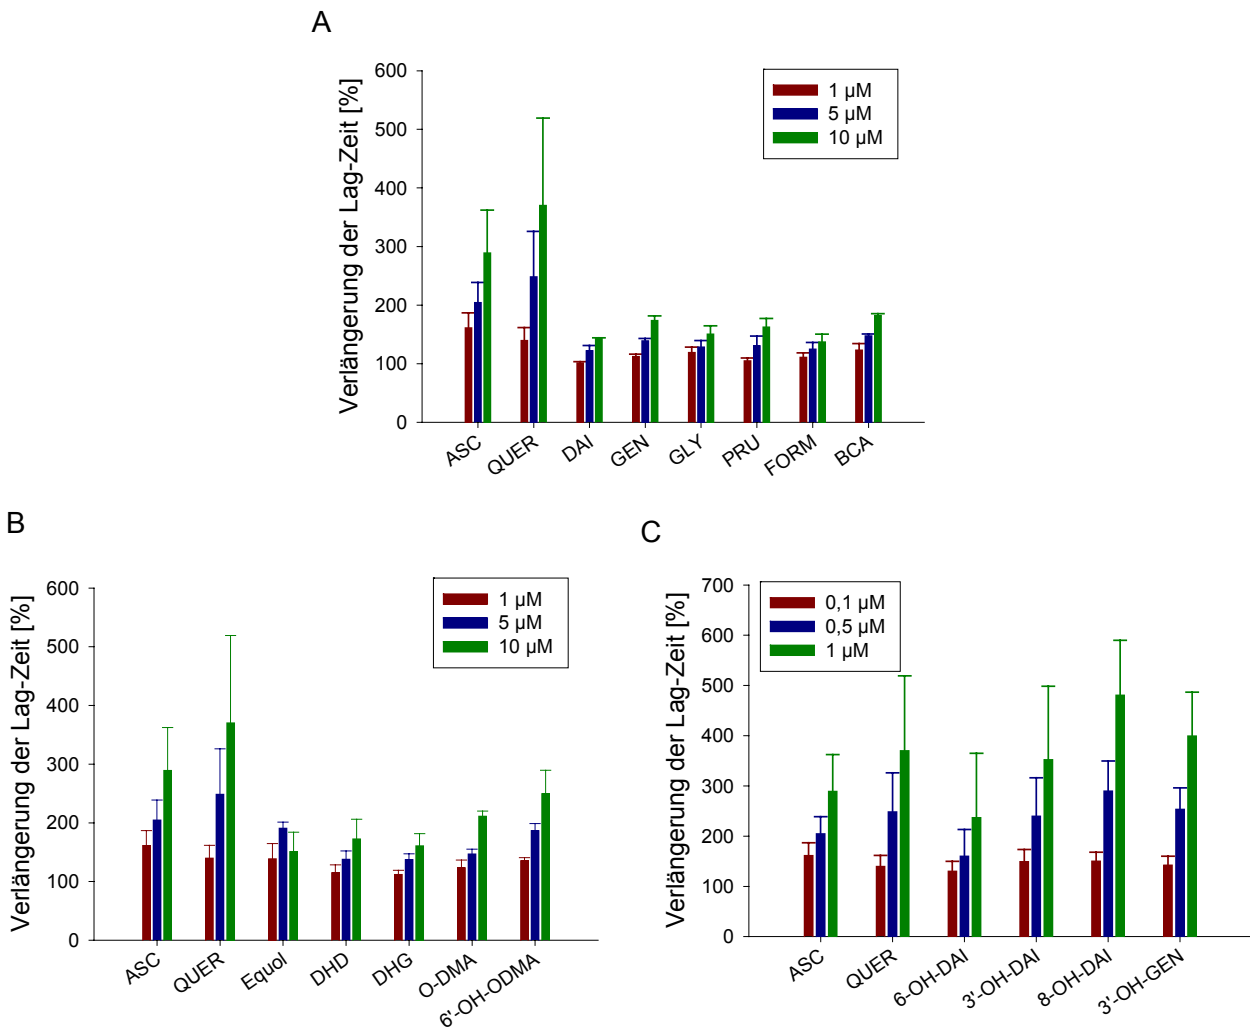 A
Verlängerung der Lag-Zeit [%]
600
500
400
300
200
100
0
1 µM
5 µM
10 µM
ASC
QUER
DAI
GEN
GLY
PRU
FORM
BCA
B
Verlängerung der Lag-Zeit [%]
600
500
400
300
200
100
0
1 µM
5 µM
10 µM
ASC
QUER
Equol
DHD
DHG
O-DMA
6'-OH-ODMA
C
Verlängerung der Lag-Zeit [%]
700
600
500
400
300
200
100
0
0,1 µM
0,5 µM
1 µM
ASC
QUER
6-OH-DAI
3'-OH-DAI
8-OH-DAI
3'-OH-GEN